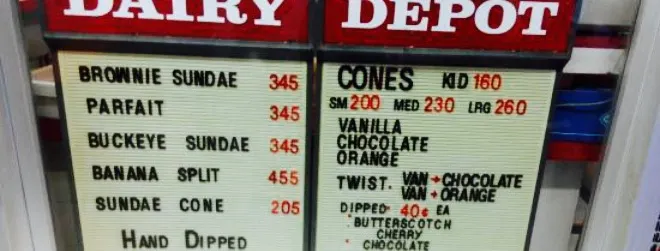 DAIRY DEPOT
BROWNIE SUNDAE 345
PARFAIT 345
BUCKEYE SUNDAE 345
BANANA SPLIT 455
SUNDAE CONE 205
HAND DIPPED
CONES KID 160
SM 200 MED 230 LRG 260
VANILLA
CHOCOLATE
ORANGE
TWIST. VAN+CHOCOLATE
VAN+ORANGE
DIPPED 40¢ EA
BUTTERSCOTCH
CHERRY
CHOCOLATE